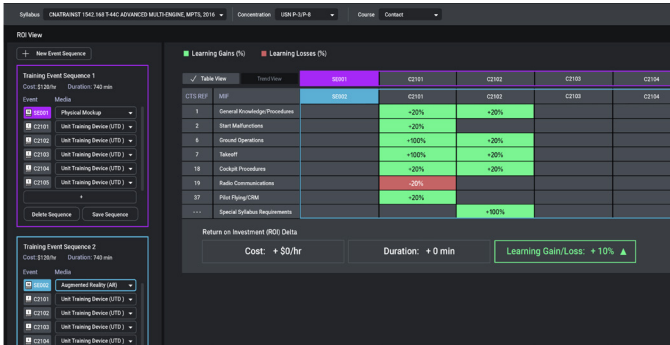 Syllabus CNATRAINST 1542.168 T-44C ADVANCED MULTI-ENGINE, MPTS, 2016 Concentration USN P-3/P-8 Course Contact
ROI View
+ New Event Sequence
Learning Gains (%) Learning Losses (%)
Training Event Sequence 1
Cost: $120/hr Duration: 740 min
Event Media
SE001 Physical Mockup
C2101 Unit Training Device (UTD )
C2102 Unit Training Device (UTD )
C2103 Unit Training Device (UTD )
C2104 Unit Training Device (UTD )
C2105 Unit Training Device (UTD )
+
Delete Sequence Save Sequence
Training Event Sequence 2
Cost: $120/hr Duration: 740 min
Event Media
SE002 Augmented Reality (AR)
C2101 Unit Training Device (UTD )
C2102 Unit Training Device (UTD )
C2103 Unit Training Device (UTD )
C2104 Unit Training Device (UTD )
Table View Trend View SE001 C2101 C2102 C2103 C2104
CTS REF MIF SE002 C2101 C2102 C2103 C2104
1 General Knowledge/Procedures +20% +20%
2 Start Malfunctions +20%
6 Ground Operations +100% +20%
7 Takeoff +100% +20%
18 Cockpit Procedures +20% +20%
19 Radio Communications -20%
37 Pilot Flying/CRM +20%
--- Special Syllabus Requirements +100%
Return on Investment (ROI) Delta
Cost: + $0/hr Duration: + 0 min Learning Gain/Loss: + 10% ▲